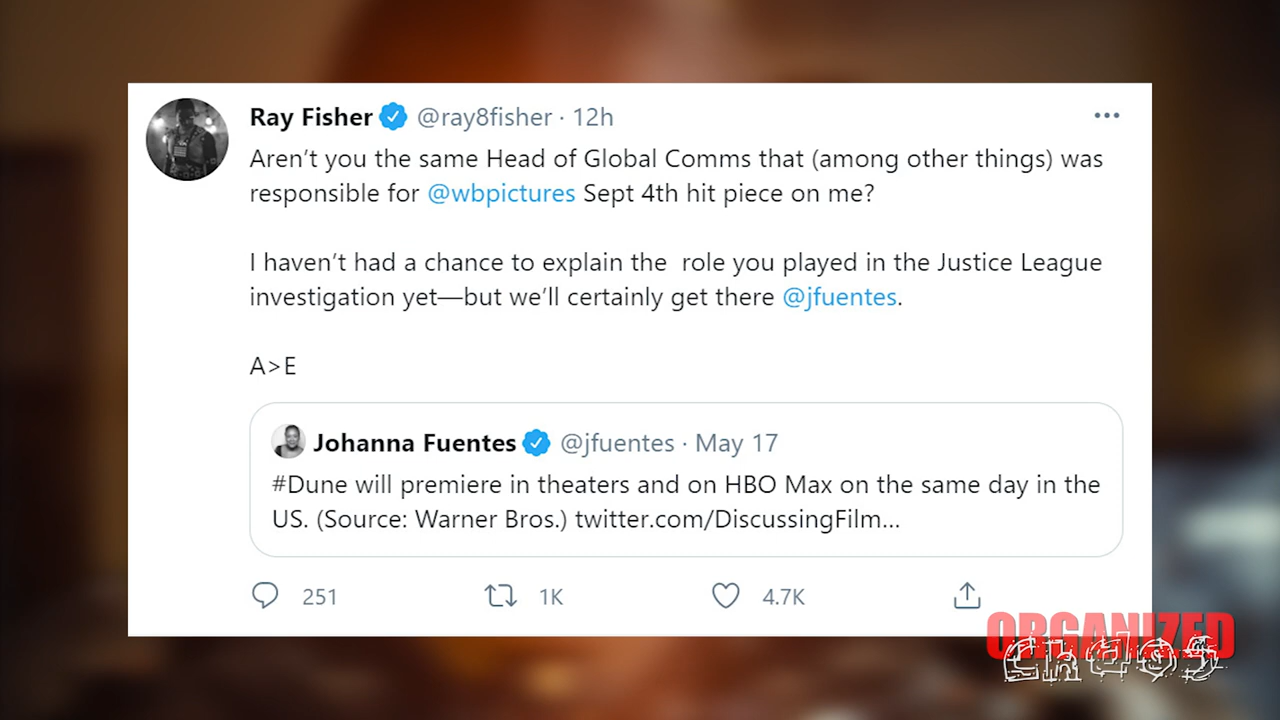 Ray Fisher @ray8fisher · 12h
Aren’t you the same Head of Global Comms that (among other things) was
responsible for @wbpictures Sept 4th hit piece on me?
I haven’t had a chance to explain the  role you played in the Justice League
investigation yet—but we’ll certainly get there @jfuentes.
A>E
Johanna Fuentes @jfuentes · May 17
#Dune will premiere in theaters and on HBO Max on the same day in the
US. (Source: Warner Bros.) twitter.com/DiscussingFilm...
251 1K 4.7K
ORGANIZED
CHAOS